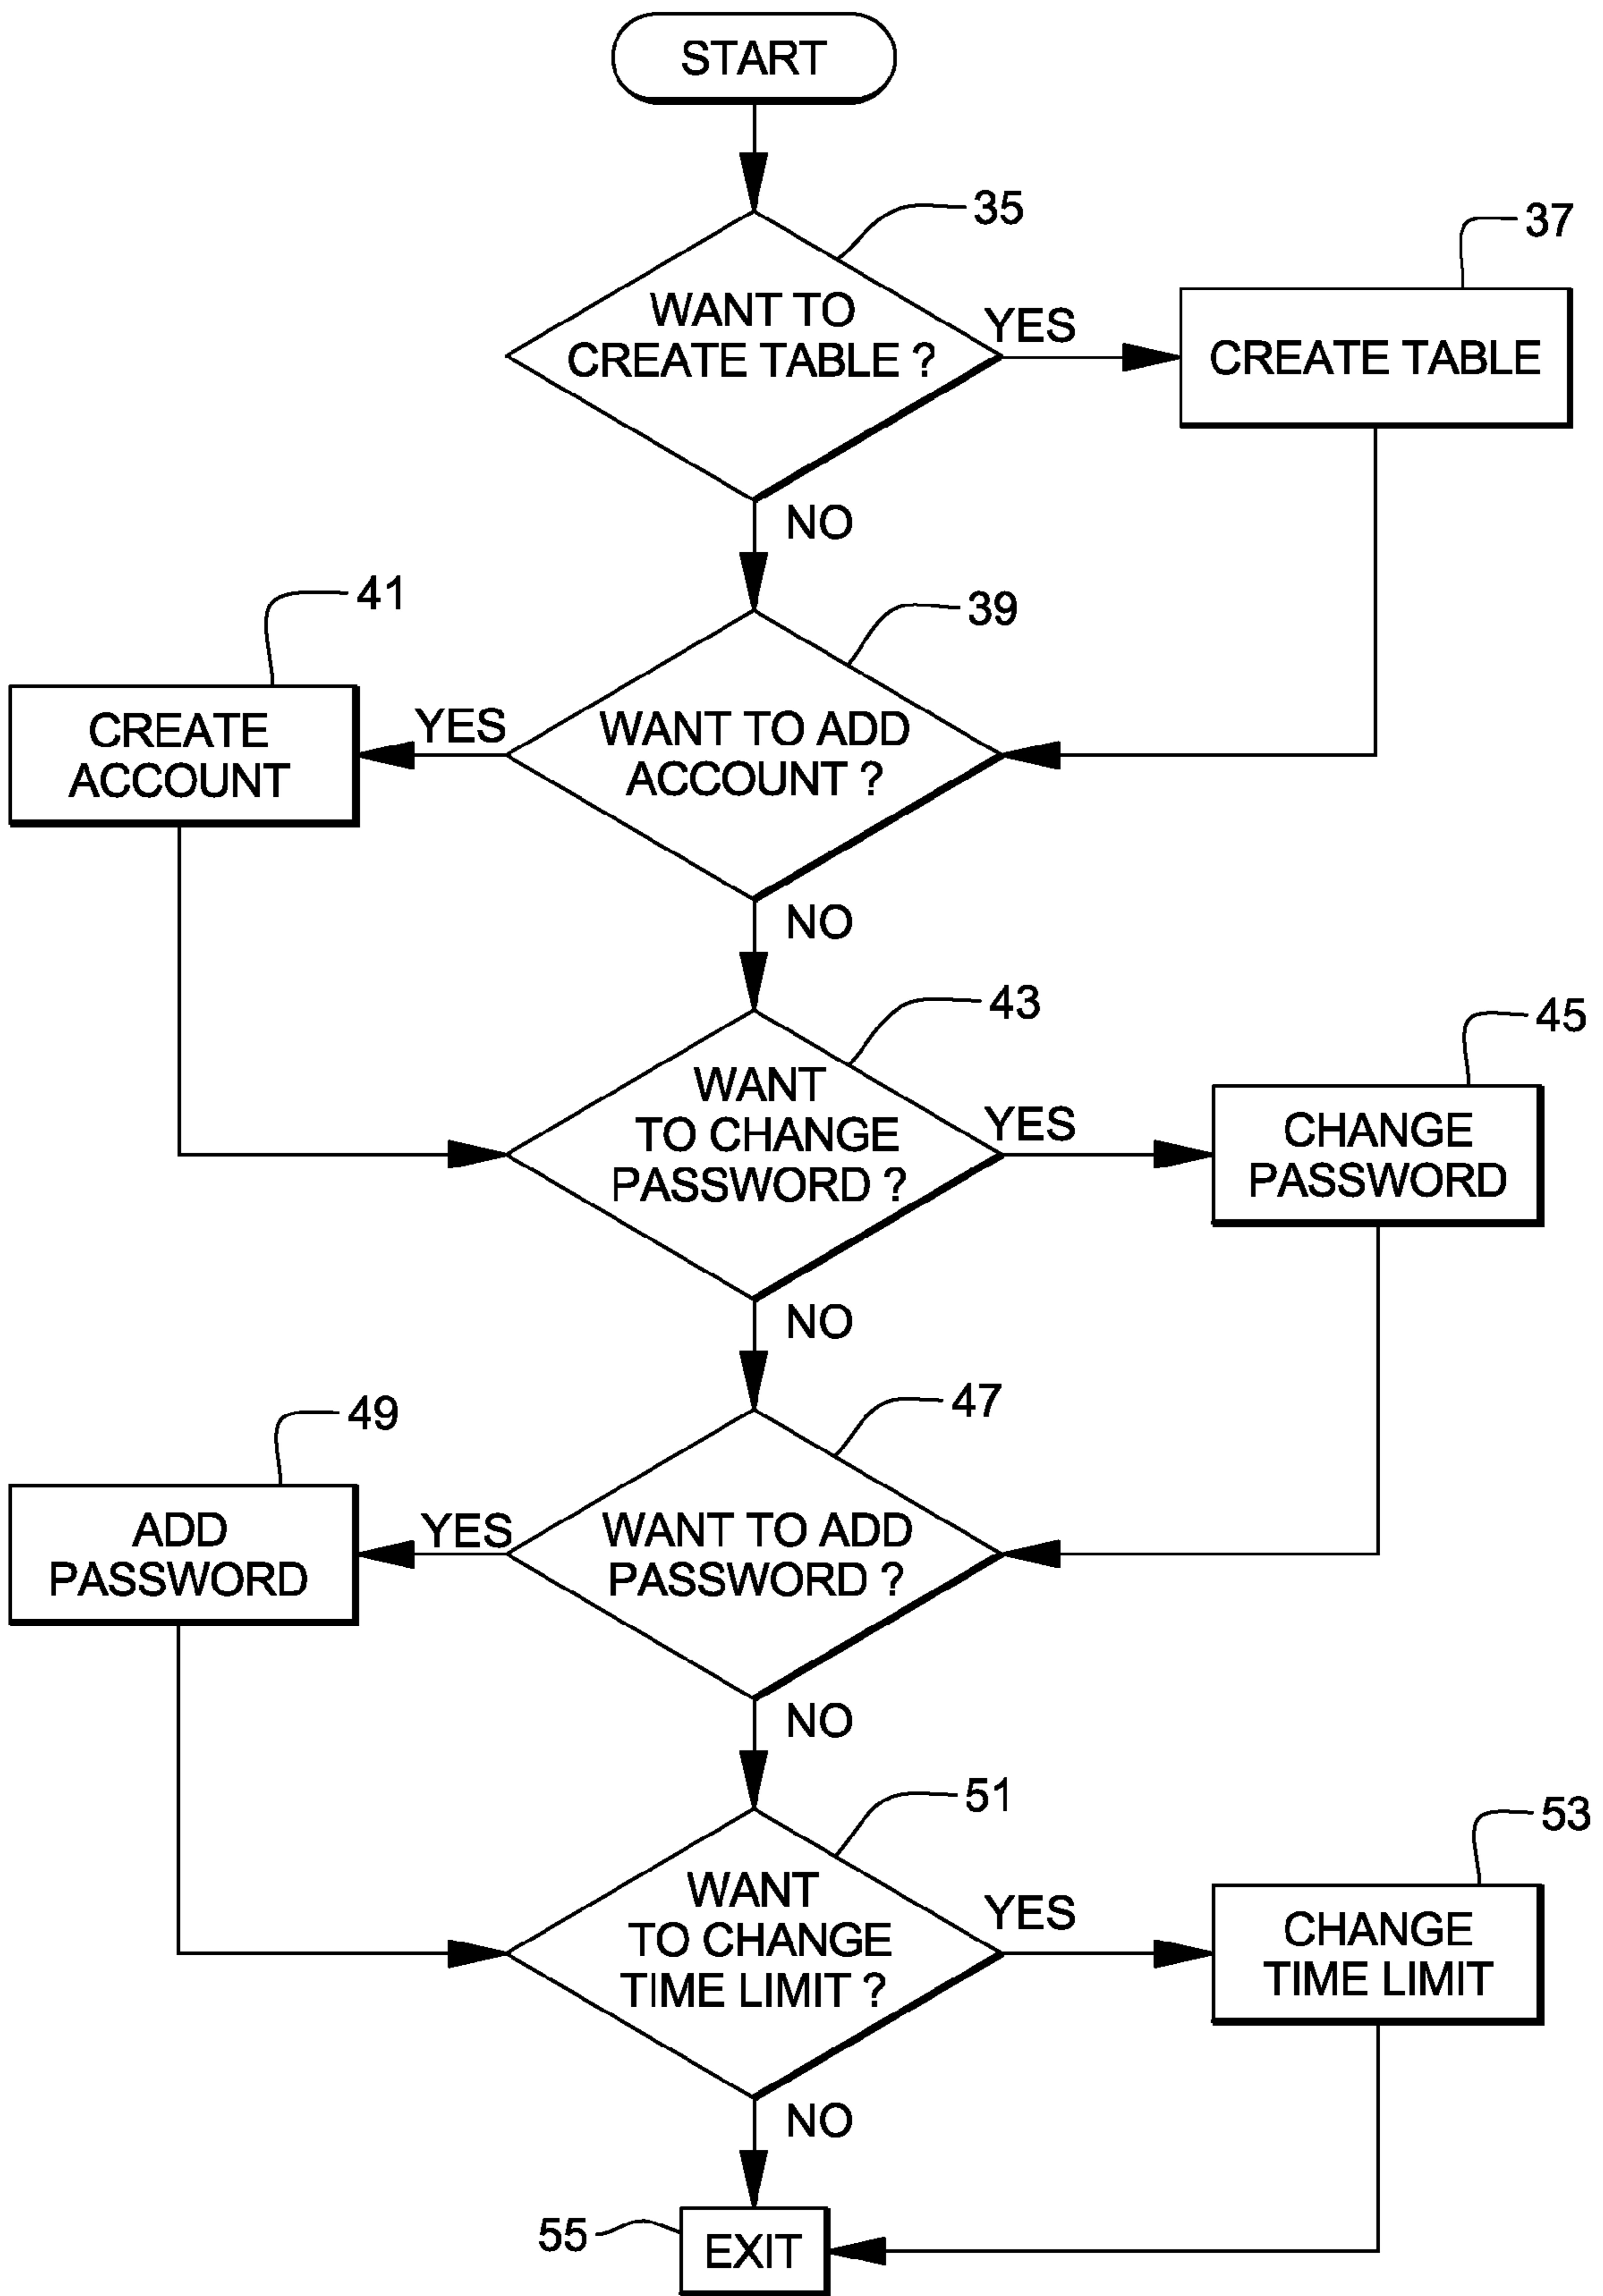 START
35
37
WANT TO
CREATE TABLE ?
YES
CREATE TABLE
NO
41
39
CREATE
ACCOUNT
YES
WANT TO ADD
ACCOUNT ?
NO
43
45
WANT
TO CHANGE
PASSWORD ?
YES
CHANGE
PASSWORD
NO
49
47
ADD
PASSWORD
YES
WANT TO ADD
PASSWORD ?
NO
51
53
WANT
TO CHANGE
TIME LIMIT ?
YES
CHANGE
TIME LIMIT
NO
55
EXIT